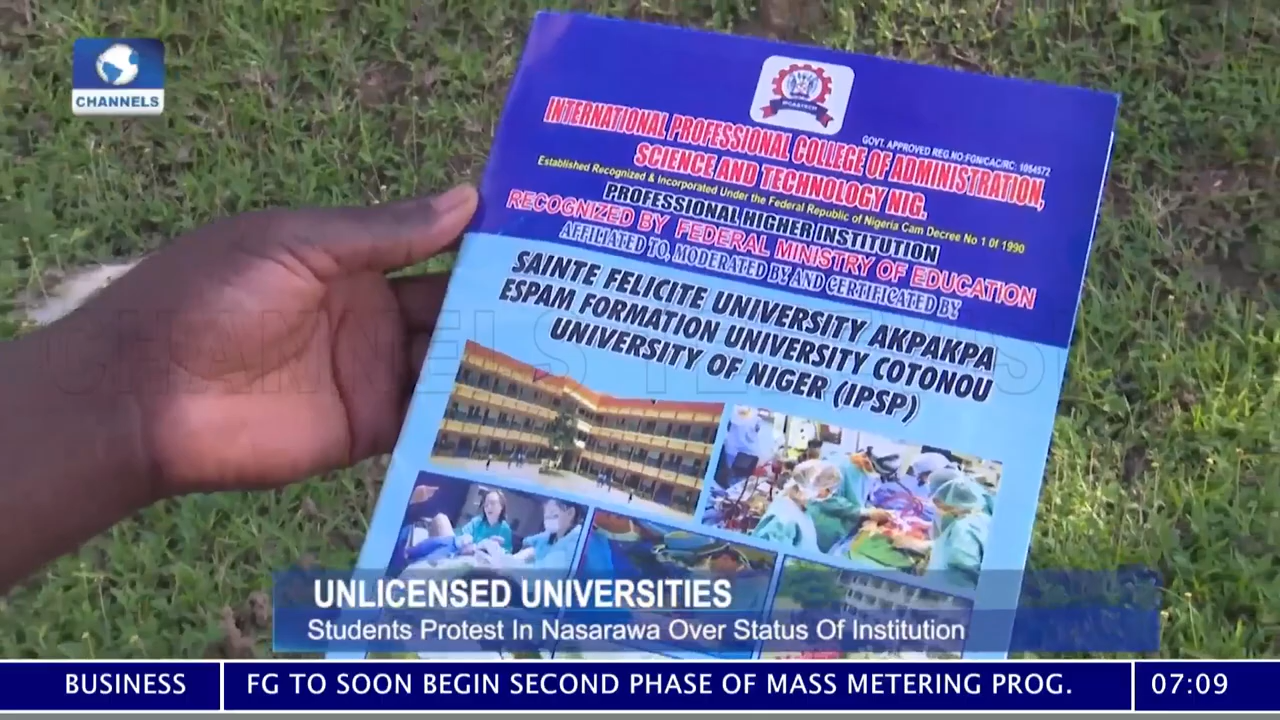 CHANNELS
IPCASTECH
GOVT. APPROVED REG.NO:FGN/CAC/RC: 1054572
INTERNATIONAL PROFESSIONAL COLLEGE OF ADMINISTRATION,
SCIENCE AND TECHNOLOGY NIG.
Established Recognized & Incorporated Under the Federal Republic of Nigeria Cam Decree No 1 0f 1990
PROFESSIONAL HIGHER INSTITUTION
RECOGNIZED BY FEDERAL MINISTRY OF EDUCATION
AFFILIATED TO, MODERATED BY, AND CERTIFICATED BY
SAINTE FELICITE UNIVERSITY AKPAKPA
ESPAM FORMATION UNIVERSITY COTONOU
UNIVERSITY OF NIGER (IPSP)
CHANNELS TELEVISI
UNLICENSED UNIVERSITIES
Students Protest In Nasarawa Over Status Of Institution
BUSINESS
FG TO SOON BEGIN SECOND PHASE OF MASS METERING PROG.
07:09